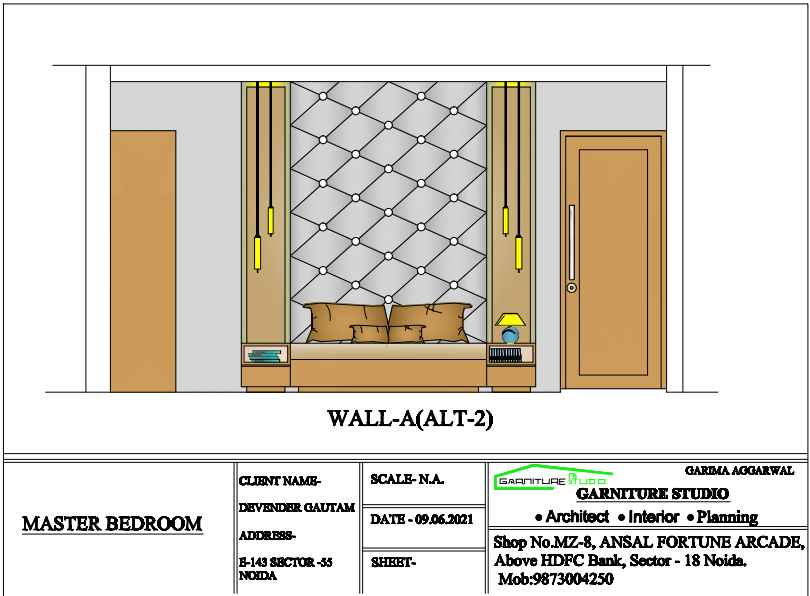 WALL-A(ALT-2)
MASTER BEDROOM
CLIENT NAME-
DEVENDER GAUTAM
ADDRESS-
E-143 SECTOR -55
NOIDA
SCALE- N.A.
DATE - 09.06.2021
SHEET-
GARNITURE STUDIO
GARIMA AGGARWAL
GARNITURE STUDIO
• Architect • Interior • Planning
Shop No.MZ-8, ANSAL FORTUNE ARCADE,
Above HDFC Bank, Sector - 18 Noida.
Mob:9873004250